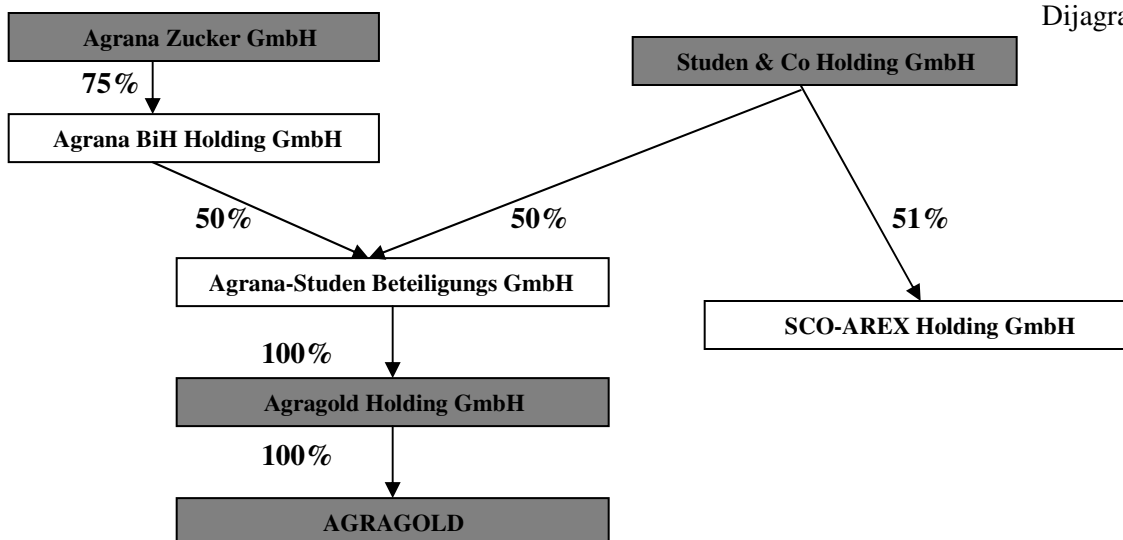 Dijagra
Agrana Zucker GmbH
Studen & Co Holding GmbH
75%
Agrana BiH Holding GmbH
50%
50%
51%
Agrana-Studen Beteiligungs GmbH
SCO-AREX Holding GmbH
100%
Agragold Holding GmbH
100%
AGRAGOLD